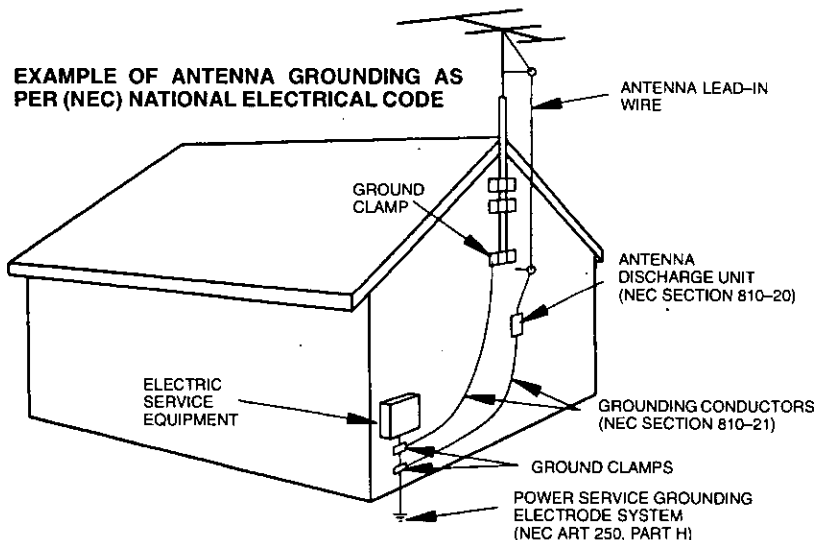 EXAMPLE OF ANTENNA GROUNDING AS
PER (NEC) NATIONAL ELECTRICAL CODE
ANTENNA LEAD–IN
WIRE
GROUND
CLAMP
ANTENNA
DISCHARGE UNIT
(NEC SECTION 810–20)
ELECTRIC
SERVICE
EQUIPMENT
GROUNDING CONDUCTORS
(NEC SECTION 810–21)
GROUND CLAMPS
POWER SERVICE GROUNDING
ELECTRODE SYSTEM
(NEC ART 250, PART H)